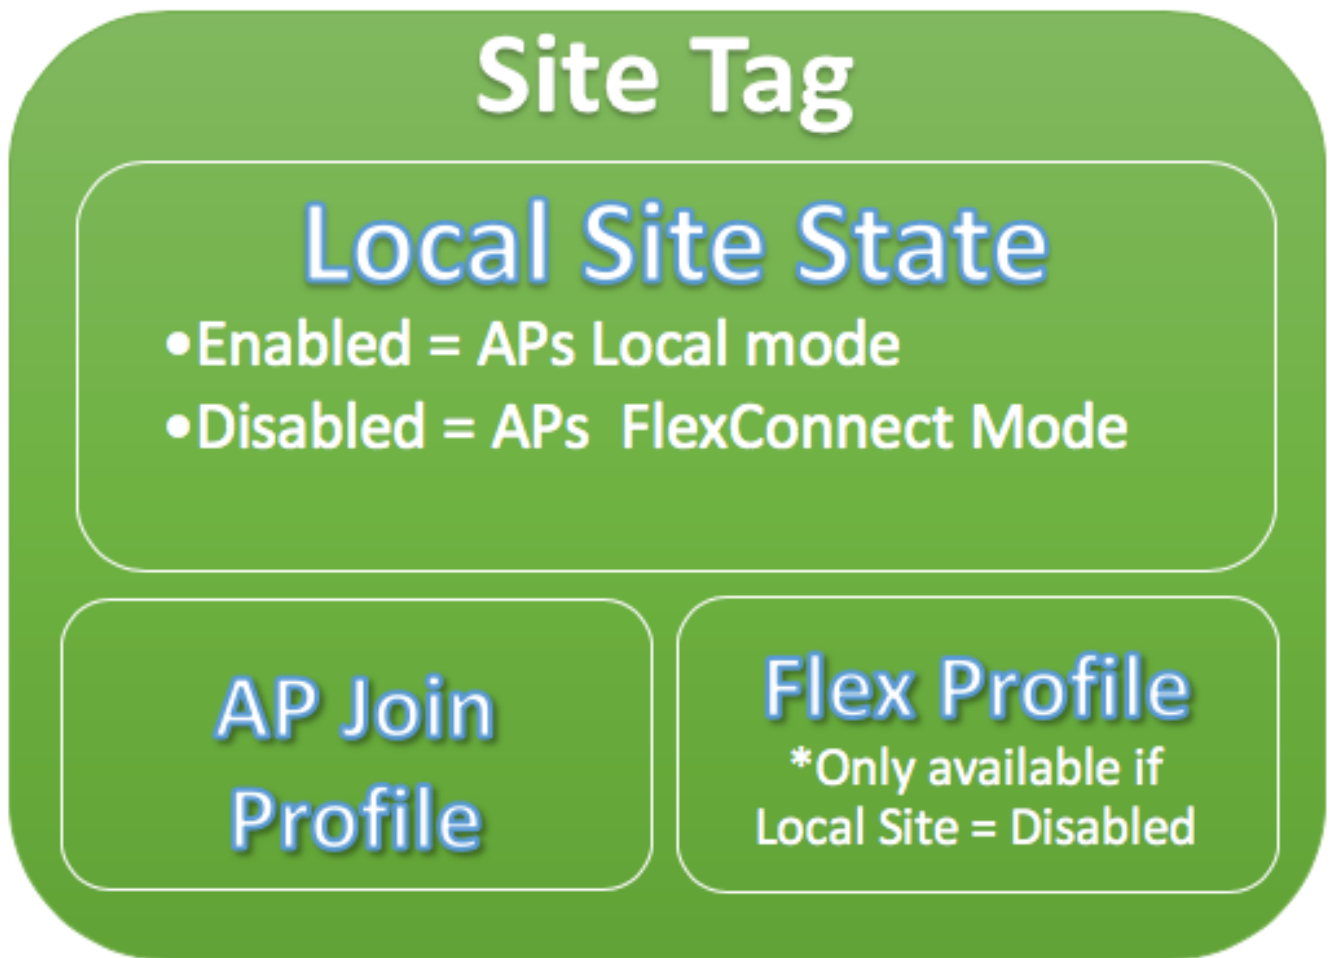 Site Tag
Local Site State
•Enabled = APs Local mode
•Disabled = APs  FlexConnect Mode
AP Join
Profile
Flex Profile
*Only available if
Local Site = Disabled